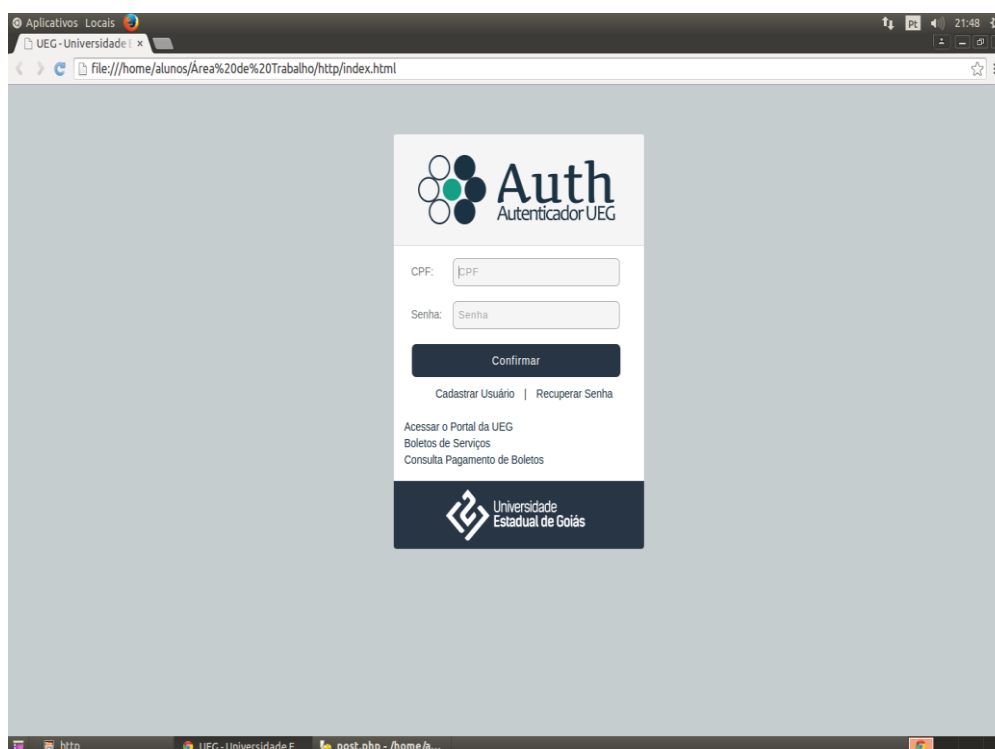 Aplicativos Locais Pt 21:48
UEG - Universidade E x
file:///home/alunos/Área%20de%20Trabalho/http/index.html
Auth
Autenticador UEG
CPF: CPF
Senha: Senha
Confirmar
Cadastrar Usuário | Recuperar Senha
Acessar o Portal da UEG
Boletos de Serviços
Consulta Pagamento de Boletos
Universidade
Estadual de Goiás
http UEG - Universidade E... post.php - /home/a...